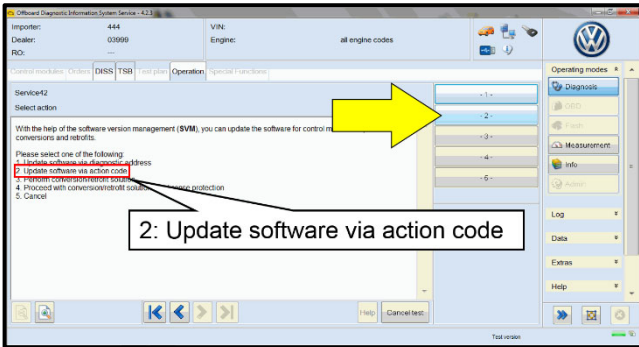 Offboard Diagnostic Information System Service - 4.2.3
Importer: 444 VIN:
Dealer: 03999 Engine: all engine codes
RO: ---
Control modules Orders DISS TSB Test plan Operation Special Functions
Operating modes
Service42
Select action
With the help of the software version management (SVM), you can update the software for control
conversions and retrofits.
Please select one of the following:
1. Update software via diagnostic address
2. Update software via action code
3. Perform conversion/retrofit solution
4. Proceed with conversion/retrofit protection
5. Cancel
2: Update software via action code
- 1 -
- 2 -
- 3 -
- 4 -
- 5 -
Diagnosis
OBD
Flash
Measurement
Info
Admin
Log
Data
Extras
Help
Help
Cancel test
Test version